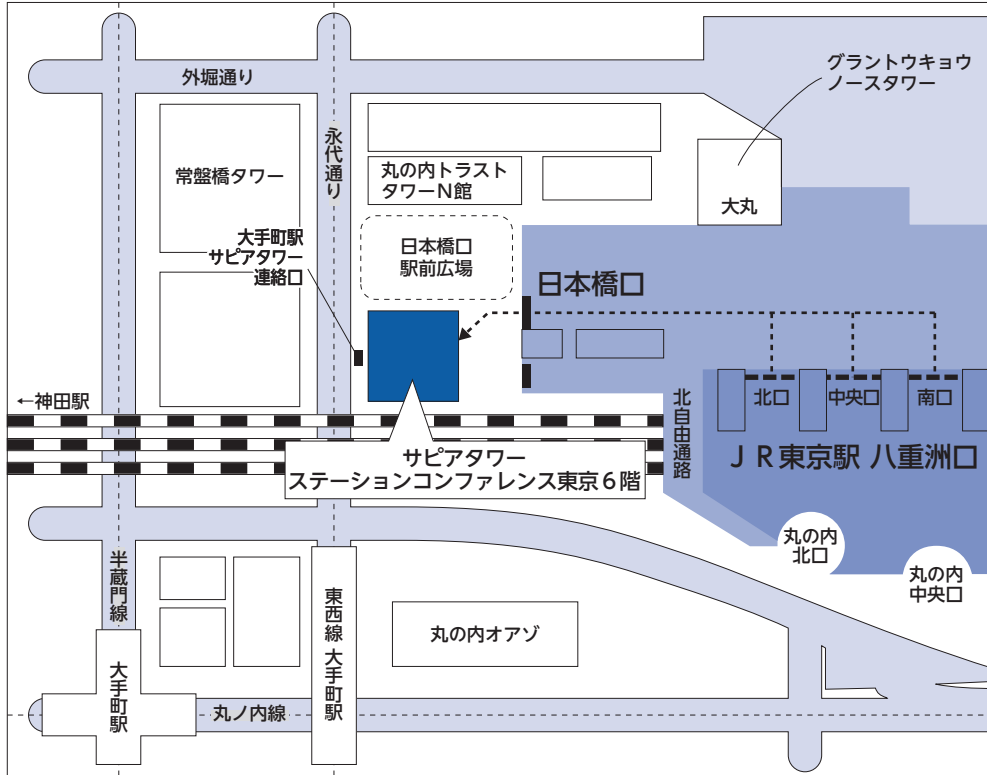 外堀通り
グラントウキョウ
ノースタワー
永代通り
常盤橋タワー
丸の内トラスト
タワーN館
大丸
大手町駅
サピアタワー
連絡口
日本橋口
駅前広場
日本橋口
←神田駅
北口
中央口
南口
北自由通路
JR東京駅 八重洲口
サピアタワー
ステーションコンファレンス東京6階
丸の内
北口
丸の内
中央口
半蔵門線
東西線 大手町駅
丸の内オアゾ
大手町駅
丸ノ内線